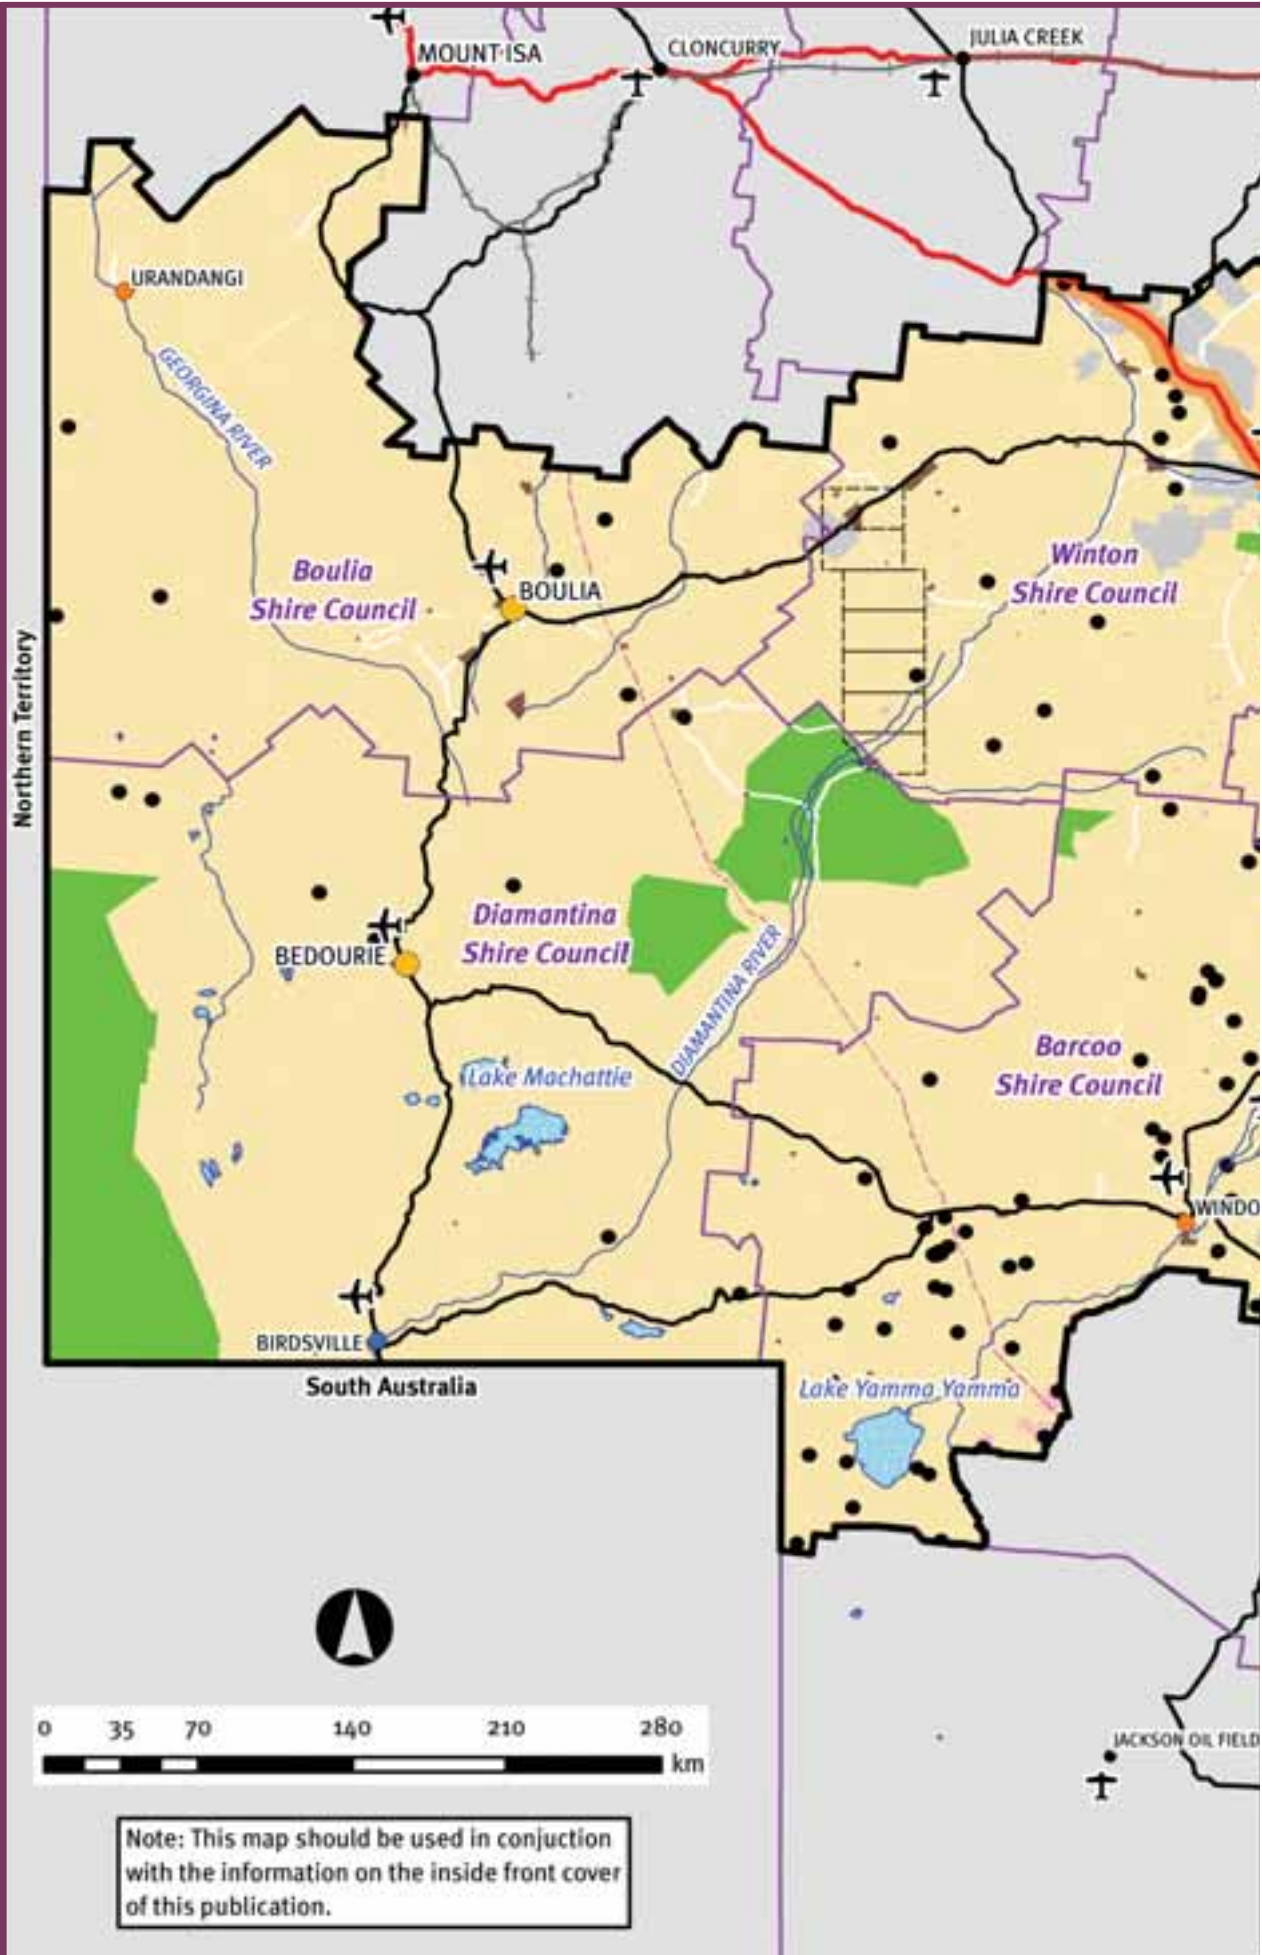 MOUNT ISA
CLONCURRY
JULIA CREEK
URANDANGI
GEORGINA RIVER
Boulia
Shire Council
BOULIA
Winton
Shire Council
Northern Territory
Diamantina
Shire Council
BEDOURIE
DIAMANTINA RIVER
Barcoo
Shire Council
Lake Machattie
WINDO
BIRDSVILLE
South Australia
Lake Yamma Yamma
0 35 70 140 210 280
km
JACKSON OIL FIELD
Note: This map should be used in conjuction
with the information on the inside front cover
of this publication.